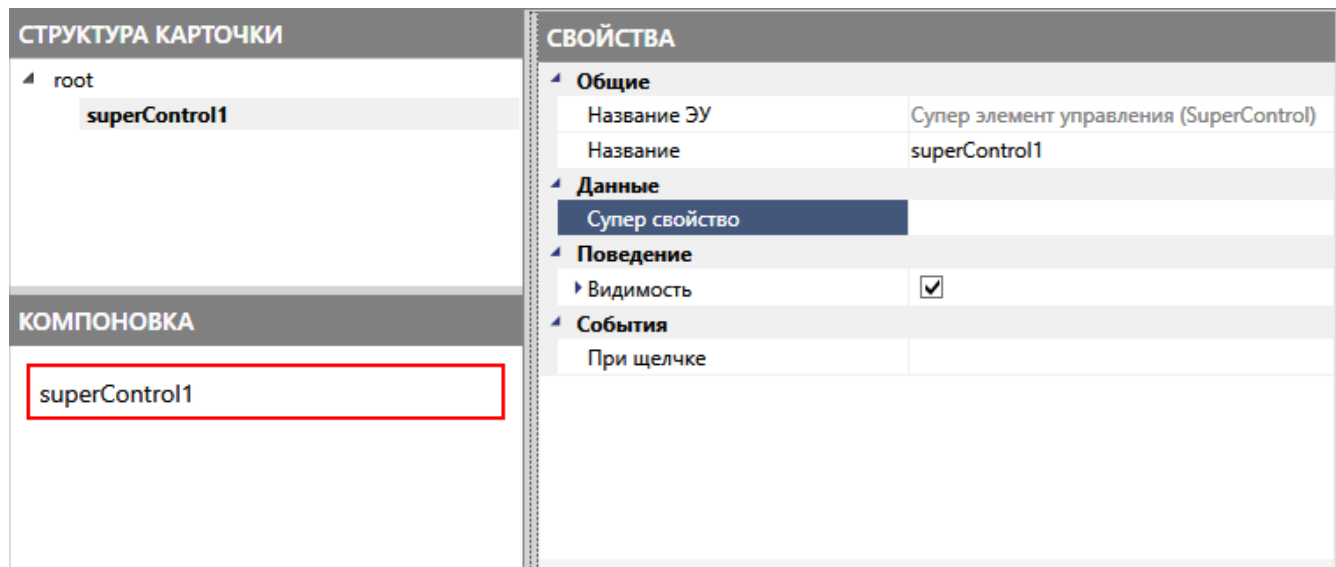 СТРУКТУРА КАРТОЧКИ
root
superControl1
КОМПОНОВКА
superControl1
СВОЙСТВА
Общие
Название ЭУ Супер элемент управления (SuperControl)
Название superControl1
Данные
Супер свойство
Поведение
Видимость
События
При щелчке